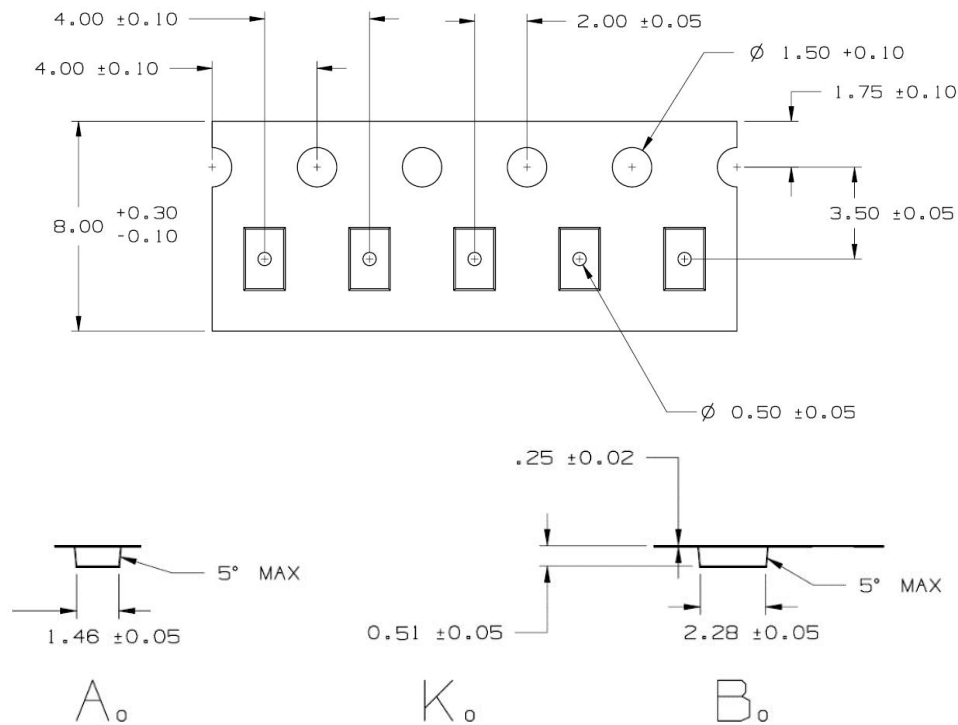 4.00 ±0.10
2.00 ±0.05
Ø 1.50 +0.10
4.00 ±0.10
1.75 ±0.10
8.00 +0.30
-0.10
3.50 ±0.05
Ø 0.50 ±0.05
.25 ±0.02
5° MAX
5° MAX
1.46 ±0.05
0.51 ±0.05
2.28 ±0.05
A₀
K₀
B₀